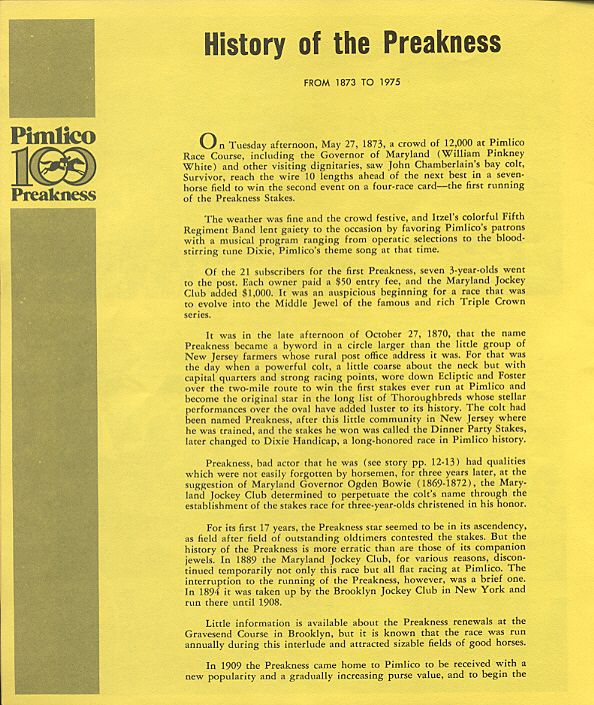 History of the Preakness
FROM 1873 TO 1975
Pimlico
100
Preakness
On Tuesday afternoon, May 27, 1873, a crowd of 12,000 at Pimlico
Race Course, including the Governor of Maryland (William Pinkney
White) and other visiting dignitaries, saw John Chamberlain's bay colt,
Survivor, reach the wire 10 lengths ahead of the next best in a seven-
horse field to win the second event on a four-race card—the first running
of the Preakness Stakes.
The weather was fine and the crowd festive, and Itzel's colorful Fifth
Regiment Band lent gaiety to the occasion by favoring Pimlico's patrons
with a musical program ranging from operatic selections to the blood-
stirring tune Dixie, Pimlico's theme song at that time.
Of the 21 subscribers for the first Preakness, seven 3-year-olds went
to the post. Each owner paid a $50 entry fee, and the Maryland Jockey
Club added $1,000. It was an auspicious beginning for a race that was
to evolve into the Middle Jewel of the famous and rich Triple Crown
series.
It was in the late afternoon of October 27, 1870, that the name
Preakness became a byword in a circle larger than the little group of
New Jersey farmers whose rural post office address it was. For that was
the day when a powerful colt, a little coarse about the neck but with
capital quarters and strong racing points, wore down Ecliptic and Foster
over the two-mile route to win the first stakes ever run at Pimlico and
become the original star in the long list of Thoroughbreds whose stellar
performances over the oval have added luster to its history. The colt had
been named Preakness, after this little community in New Jersey where
he was trained, and the stakes he won was called the Dinner Party Stakes,
later changed to Dixie Handicap, a long-honored race in Pimlico history.
Preakness, bad actor that he was (see story pp. 12-13) had qualities
which were not easily forgotten by horsemen, for three years later, at the
suggestion of Maryland Governor Ogden Bowie (1869-1872), the Mary-
land Jockey Club determined to perpetuate the colt's name through the
establishment of the stakes race for three-year-olds christened in his honor.
For its first 17 years, the Preakness star seemed to be in its ascendency,
as field after field of outstanding oldtimers contested the stakes. But the
history of the Preakness is more erratic than are those of its companion
jewels. In 1889 the Maryland Jockey Club, for various reasons, discon-
tinued temporarily not only this race but all flat racing at Pimlico. The
interruption to the running of the Preakness, however, was a brief one.
In 1894 it was taken up by the Brooklyn Jockey Club in New York and
run there until 1908.
Little information is available about the Preakness renewals at the
Gravesend Course in Brooklyn, but it is known that the race was run
annually during this interlude and attracted sizable fields of good horses.
In 1909 the Preakness came home to Pimlico to be received with a
new popularity and a gradually increasing purse value, and to begin the